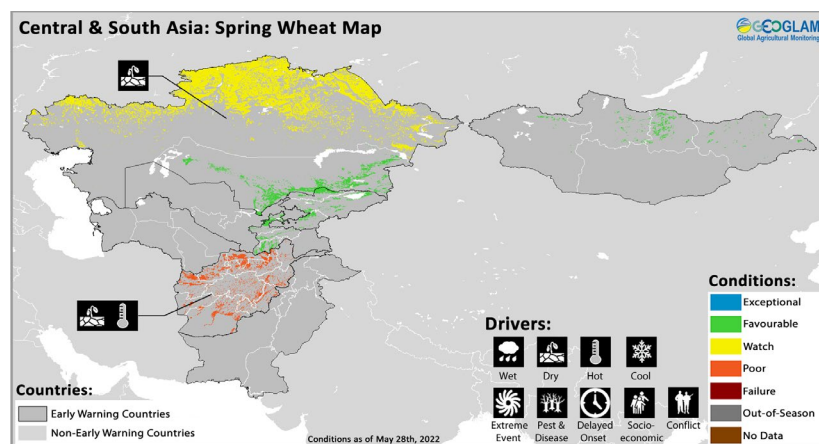 Central & South Asia: Spring Wheat Map
GEOGLAM
Global Agricultural Monitoring
Conditions:
Exceptional
Favourable
Watch
Poor
Failure
Out-of-Season
No Data
Drivers:
Wet
Dry
Hot
Cool
Extreme Event
Pest & Disease
Delayed Onset
Socio-economic
Conflict
Countries:
Early Warning Countries
Non-Early Warning Countries
Conditions as of May 28th, 2022